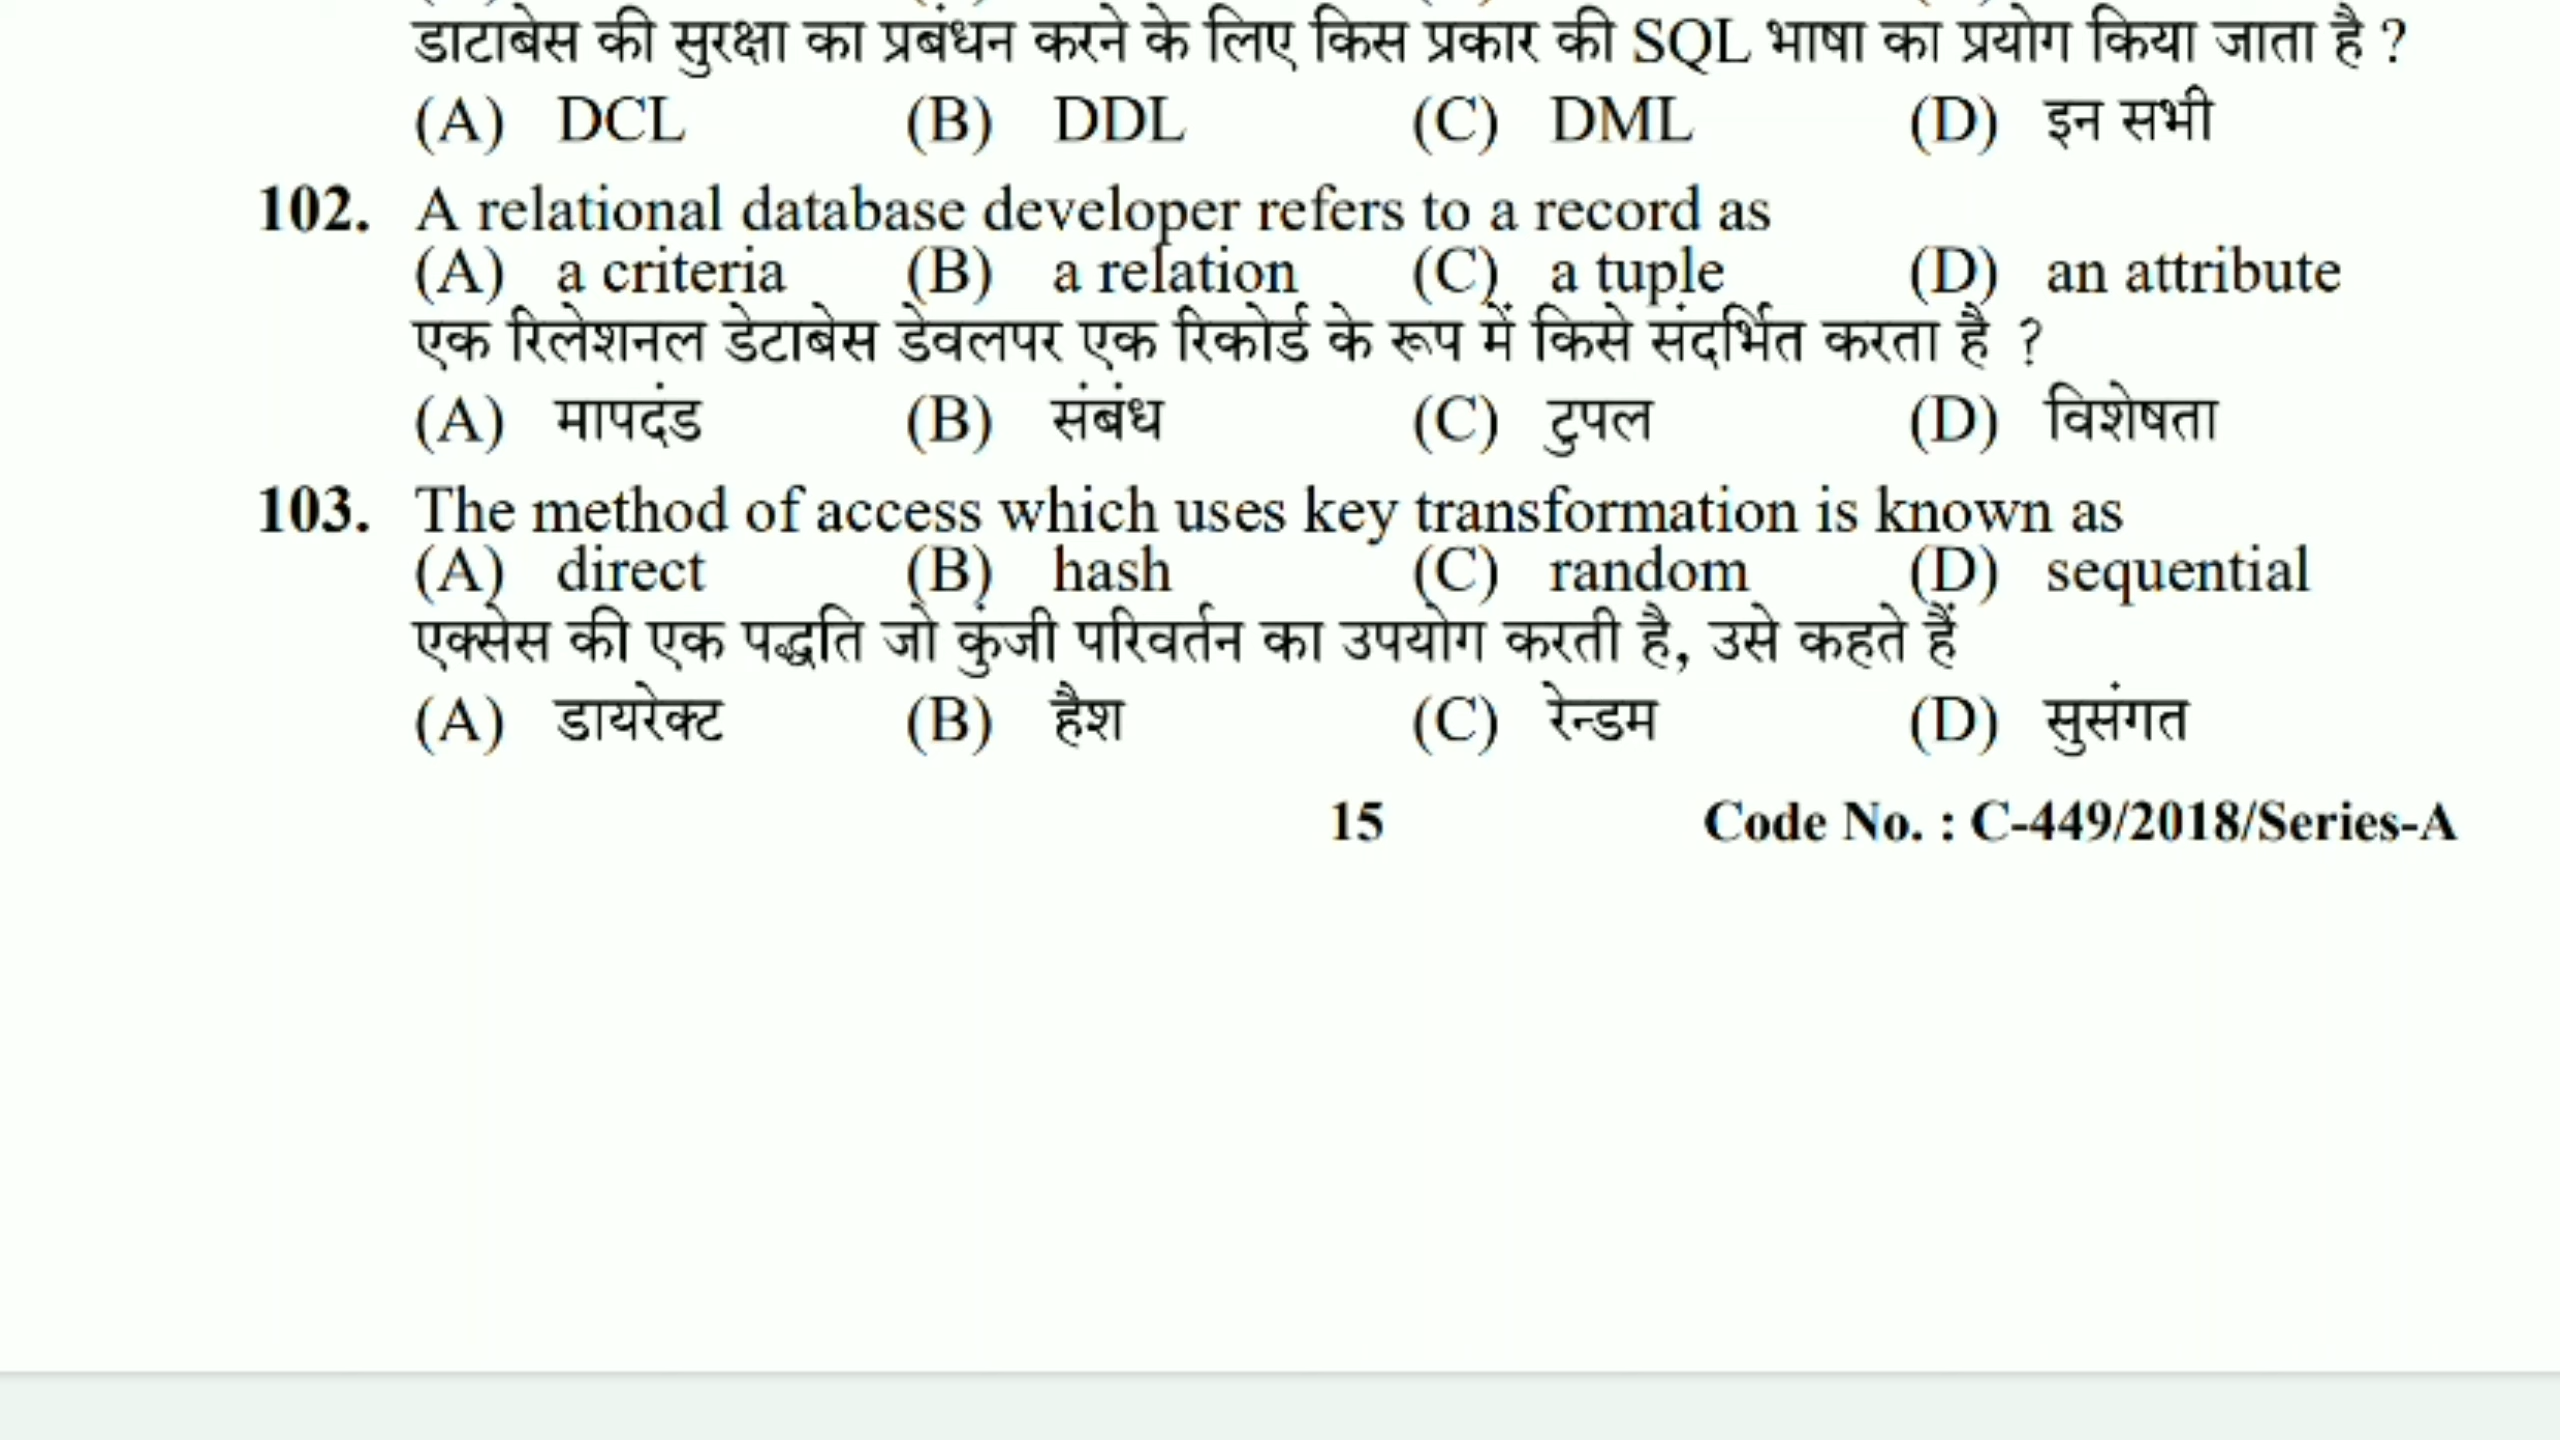 डाटाबेस की सुरक्षा का प्रबंधन करने के लिए किस प्रकार की SQL भाषा का प्रयोग किया जाता है ?
(A) DCL (B) DDL (C) DML (D) इन सभी
102. A relational database developer refers to a record as
(A) a criteria (B) a relation (C) a tuple (D) an attribute
एक रिलेशनल डेटाबेस डेवलपर एक रिकोर्ड के रूप में किसे संदर्भित करता है ?
(A) मापदंड (B) संबंध (C) टुपल (D) विशेषता
103. The method of access which uses key transformation is known as
(A) direct (B) hash (C) random (D) sequential
एक्सेस की एक पद्धति जो कुंजी परिवर्तन का उपयोग करती है, उसे कहते हैं
(A) डायरेक्ट (B) हैश (C) रेन्डम (D) सुसंगत
15 Code No. : C-449/2018/Series-A